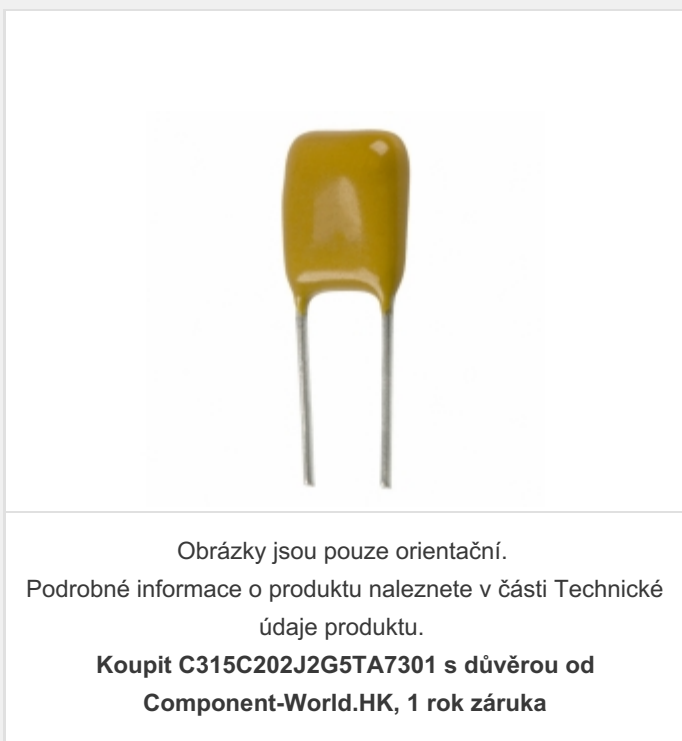 Obrázky jsou pouze orientační.
Podrobné informace o produktu naleznete v části Technické
údaje produktu.
Koupit C315C202J2G5TA7301 s důvěrou od
Component-World.HK, 1 rok záruka